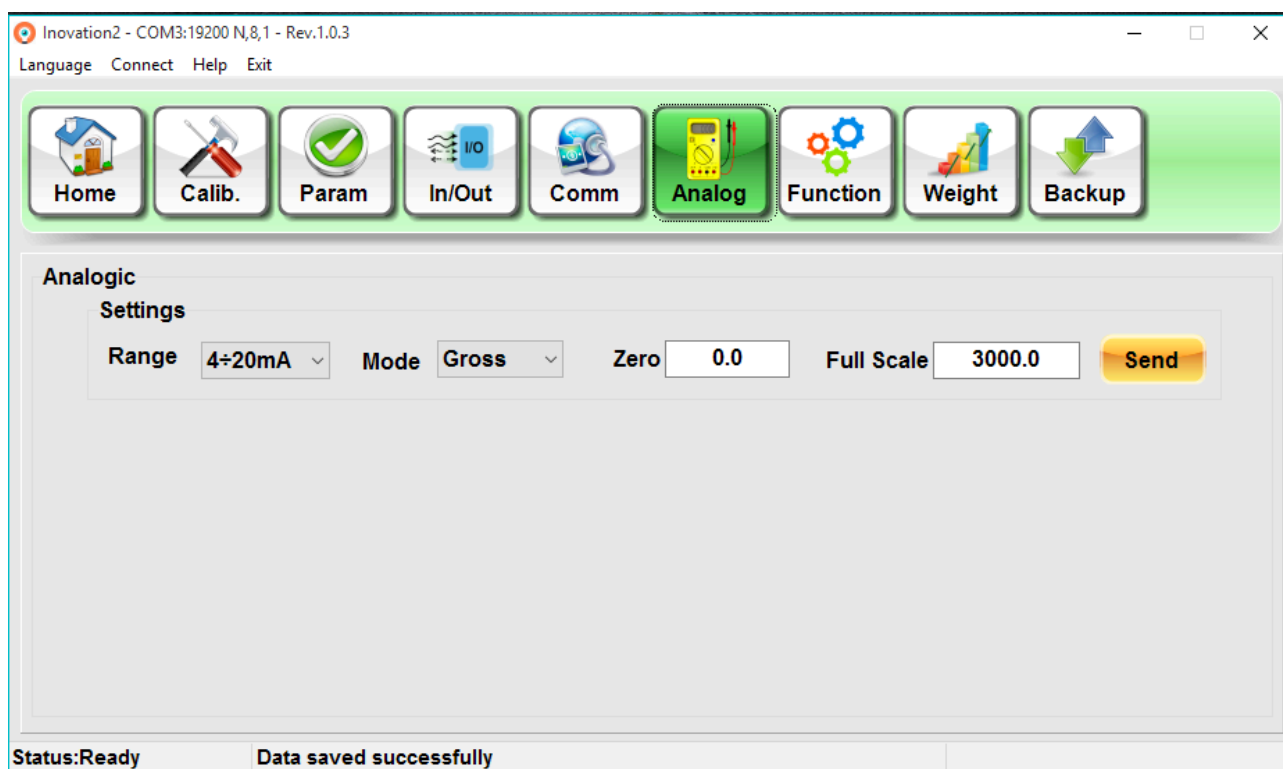 Inovation2 - COM3:19200 N,8,1 - Rev.1.0.3
Language Connect Help Exit
I/O
Home Calib. Param In/Out Comm Analog Function Weight Backup
Analogic
Settings
Range 4÷20mA Mode Gross Zero 0.0 Full Scale 3000.0 Send
Status:Ready Data saved successfully